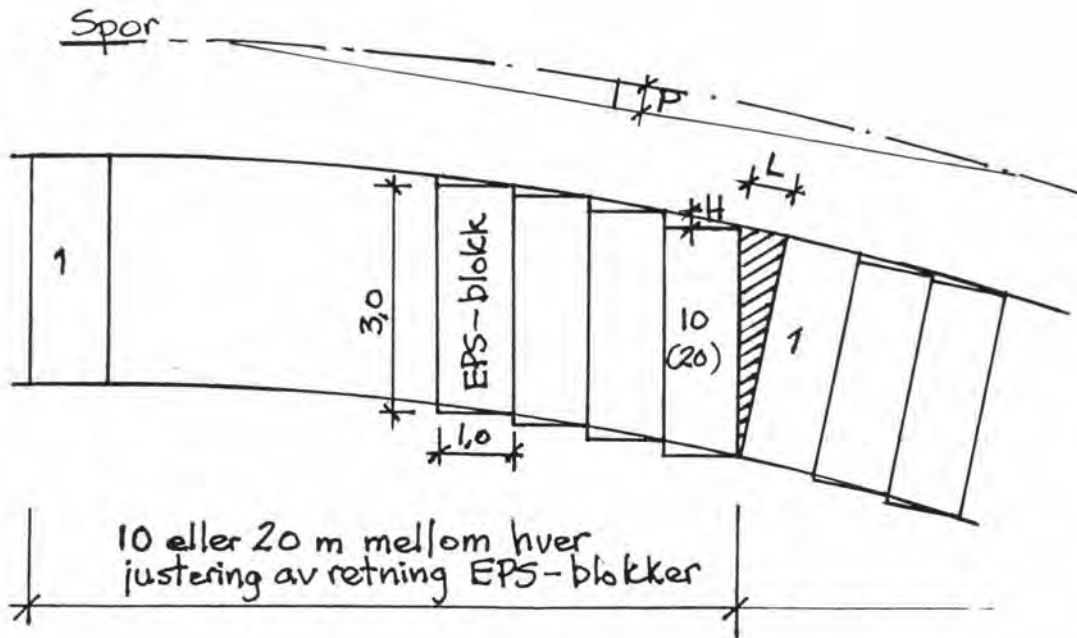 Spor
P
L
H
1
3,0
EPS-blokk
10
(20)
1
1,0
10 eller 20 m mellom hver
justering av retning EPS-blokker